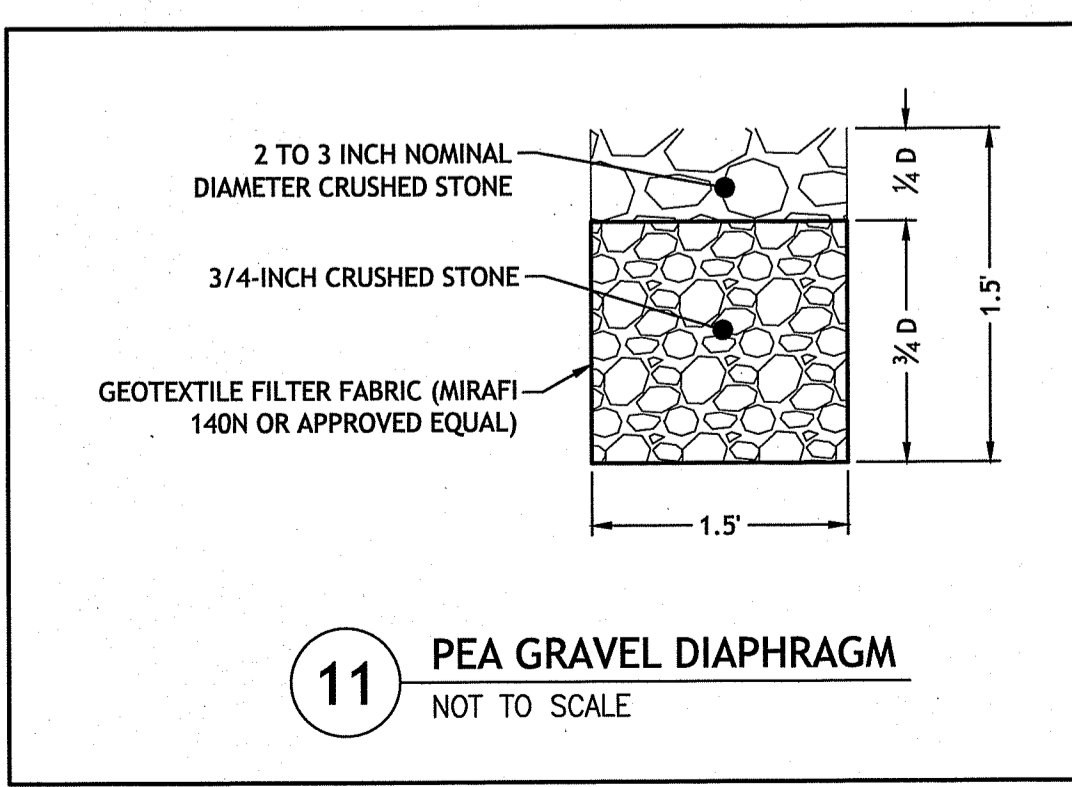 2 TO 3 INCH NOMINAL
DIAMETER CRUSHED STONE
3/4-INCH CRUSHED STONE
GEOTEXTILE FILTER FABRIC (MIRAFI
140N OR APPROVED EQUAL)
¼ D
¾ D
1.5'
1.5'
11
PEA GRAVEL DIAPHRAGM
NOT TO SCALE